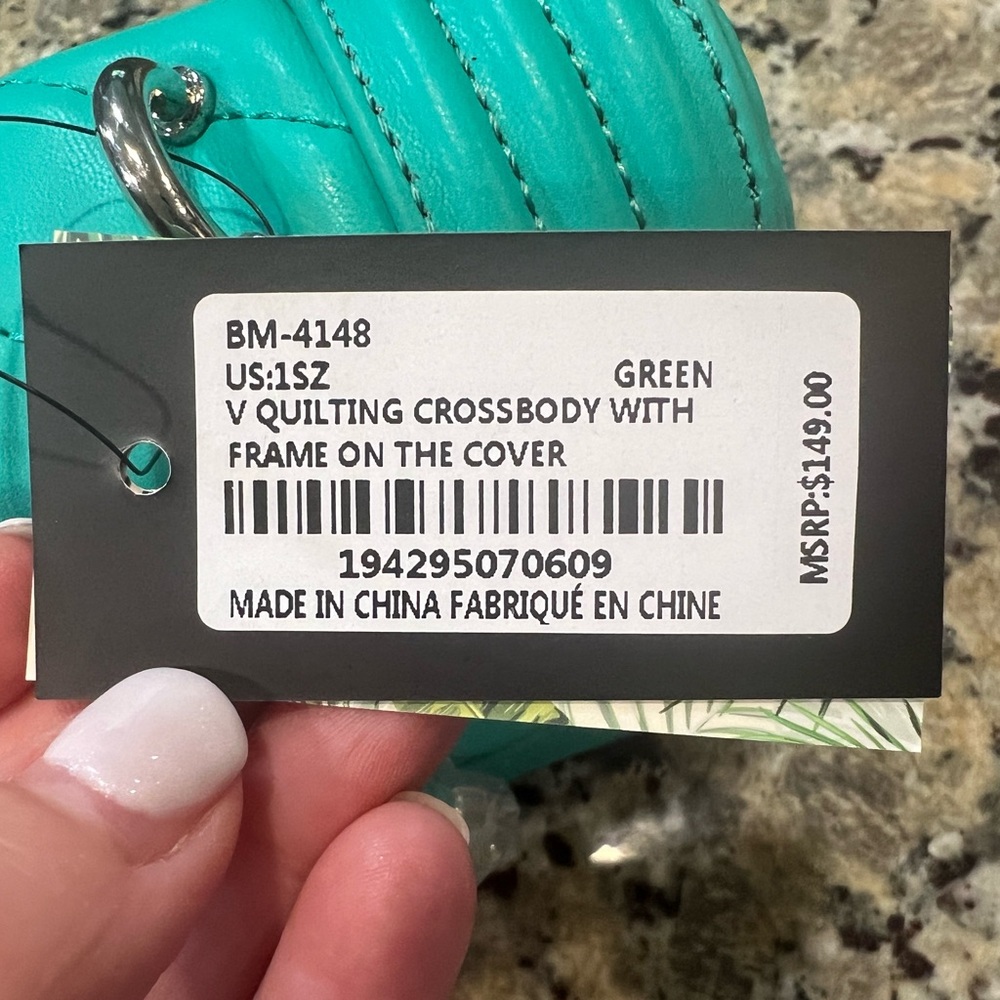 BM-4148
US:1SZ GREEN
V QUILTING CROSSBODY WITH
FRAME ON THE COVER
194295070609
MADE IN CHINA FABRIQUÉ EN CHINE
MSRP:$149.00